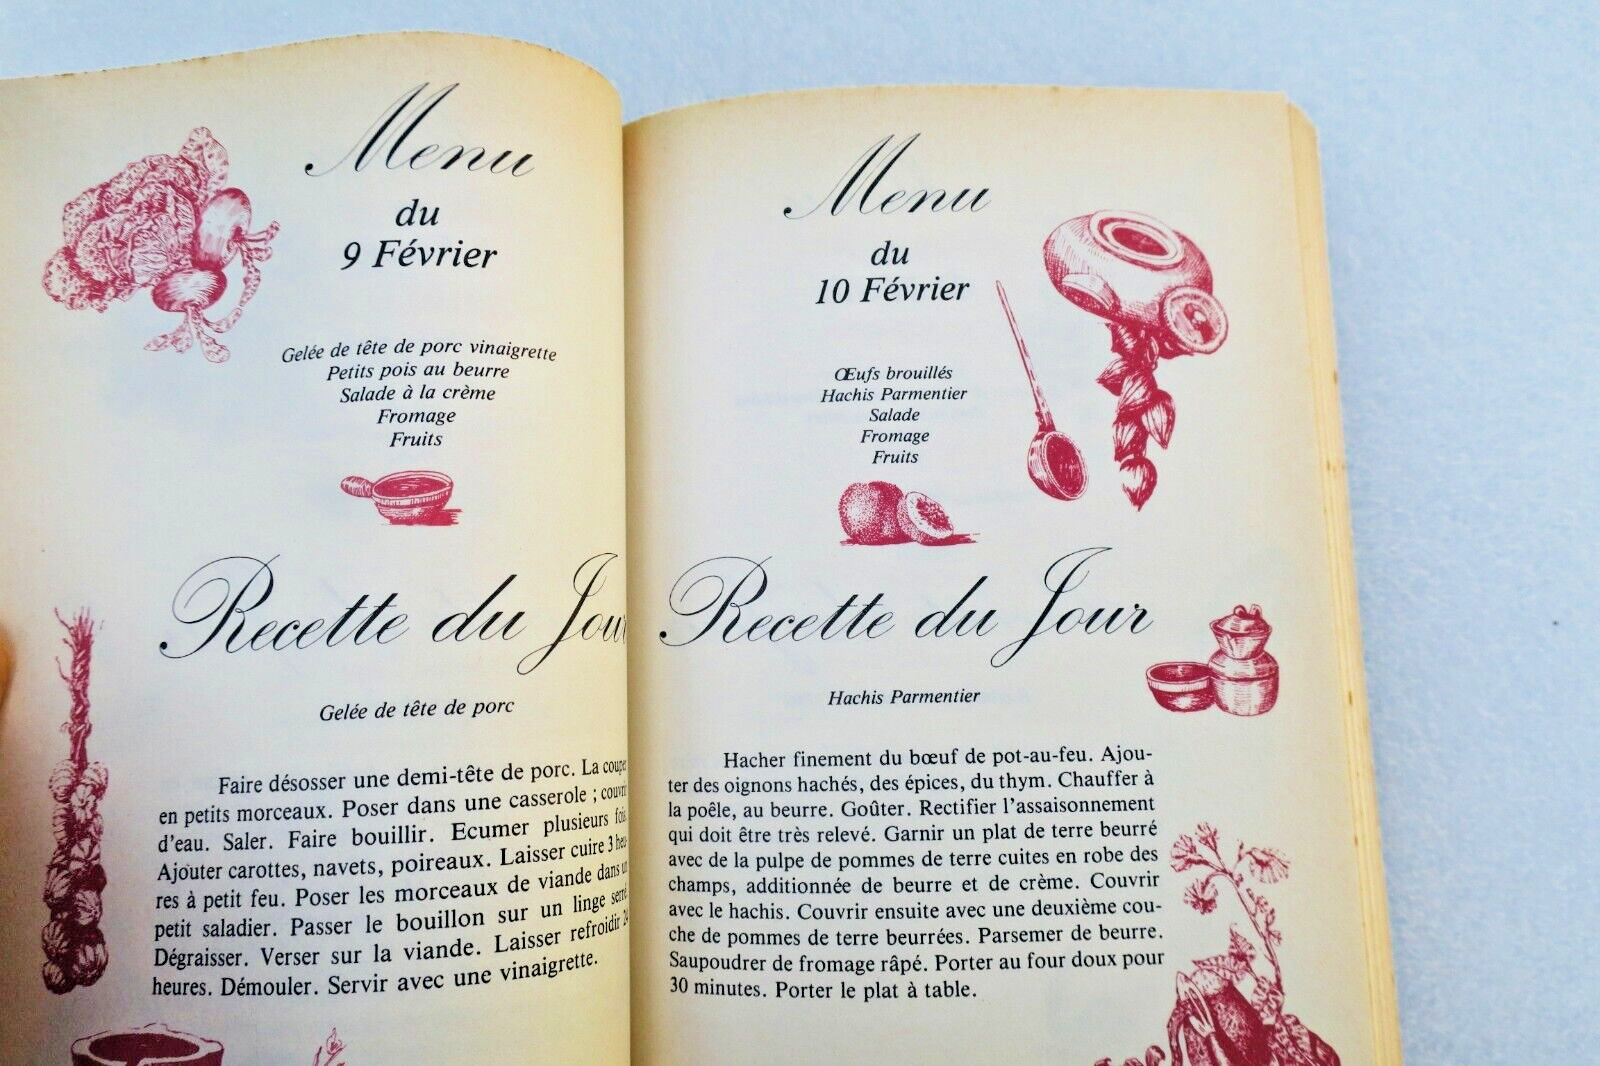 Menu
du
9 Février
Gelée de tête de porc vinaigrette
Petits pois au beurre
Salade à la crème
Fromage
Fruits
Recette du Jour
Gelée de tête de porc
Faire désosser une demi-tête de porc. La couper
en petits morceaux. Poser dans une casserole ; couvrir
d'eau. Saler. Faire bouillir. Ecumer plusieurs fois.
Ajouter carottes, navets, poireaux. Laisser cuire 3 heu-
res à petit feu. Poser les morceaux de viande dans un
petit saladier. Passer le bouillon sur un linge serré.
Dégraisser. Verser sur la viande. Laisser refroidir 24
heures. Démouler. Servir avec une vinaigrette.
Menu
du
10 Février
Œufs brouillés
Hachis Parmentier
Salade
Fromage
Fruits
Recette du Jour
Hachis Parmentier
Hacher finement du bœuf de pot-au-feu. Ajou-
ter des oignons hachés, des épices, du thym. Chauffer à
la poêle, au beurre. Goûter. Rectifier l'assaisonnement
qui doit être très relevé. Garnir un plat de terre beurré
avec de la pulpe de pommes de terre cuites en robe des
champs, additionnée de beurre et de crème. Couvrir
avec le hachis. Couvrir ensuite avec une deuxième cou-
che de pommes de terre beurrées. Parsemer de beurre.
Saupoudrer de fromage râpé. Porter au four doux pour
30 minutes. Porter le plat à table.